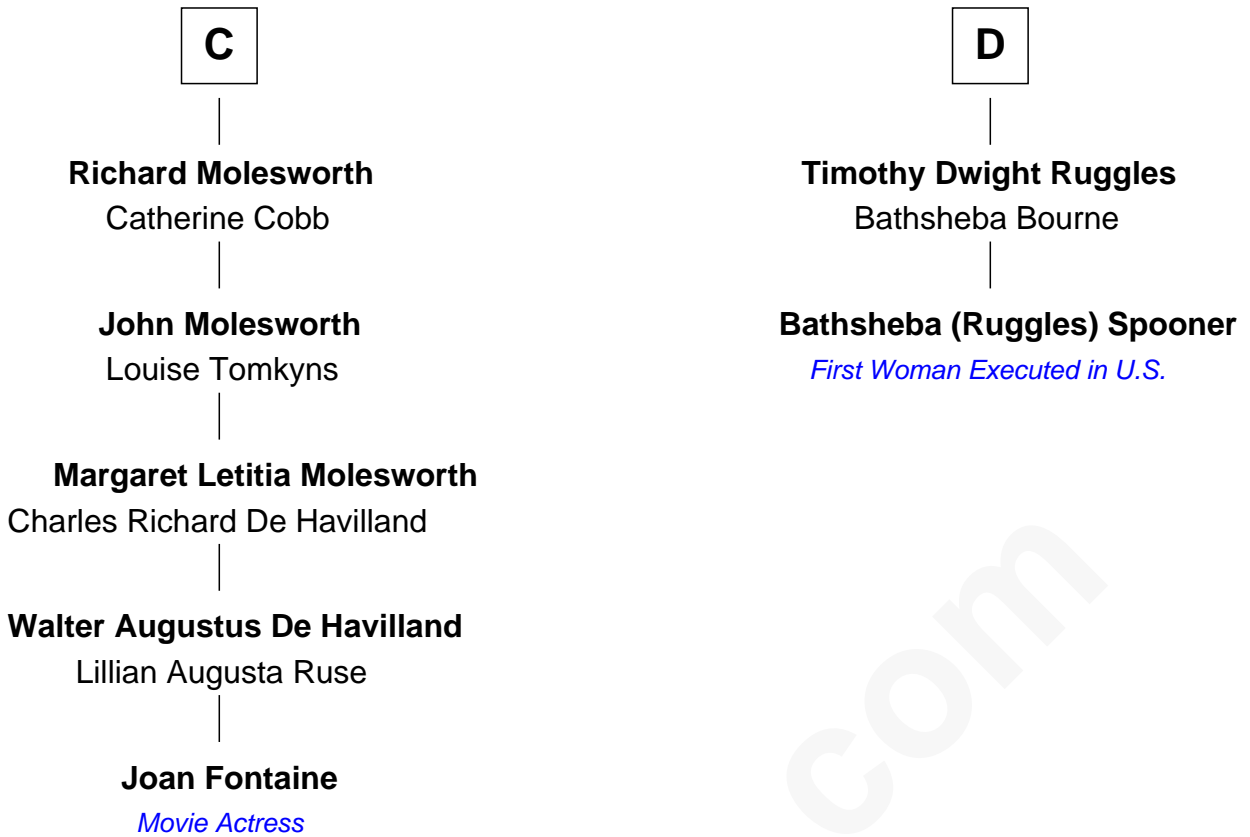 C
Richard Molesworth
Catherine Cobb
John Molesworth
Louise Tomkyns
Margaret Letitia Molesworth
Charles Richard De Havilland
Walter Augustus De Havilland
Lillian Augusta Ruse
Joan Fontaine
Movie Actress
D
Timothy Dwight Ruggles
Bathsheba Bourne
Bathsheba (Ruggles) Spooner
First Woman Executed in U.S.
com